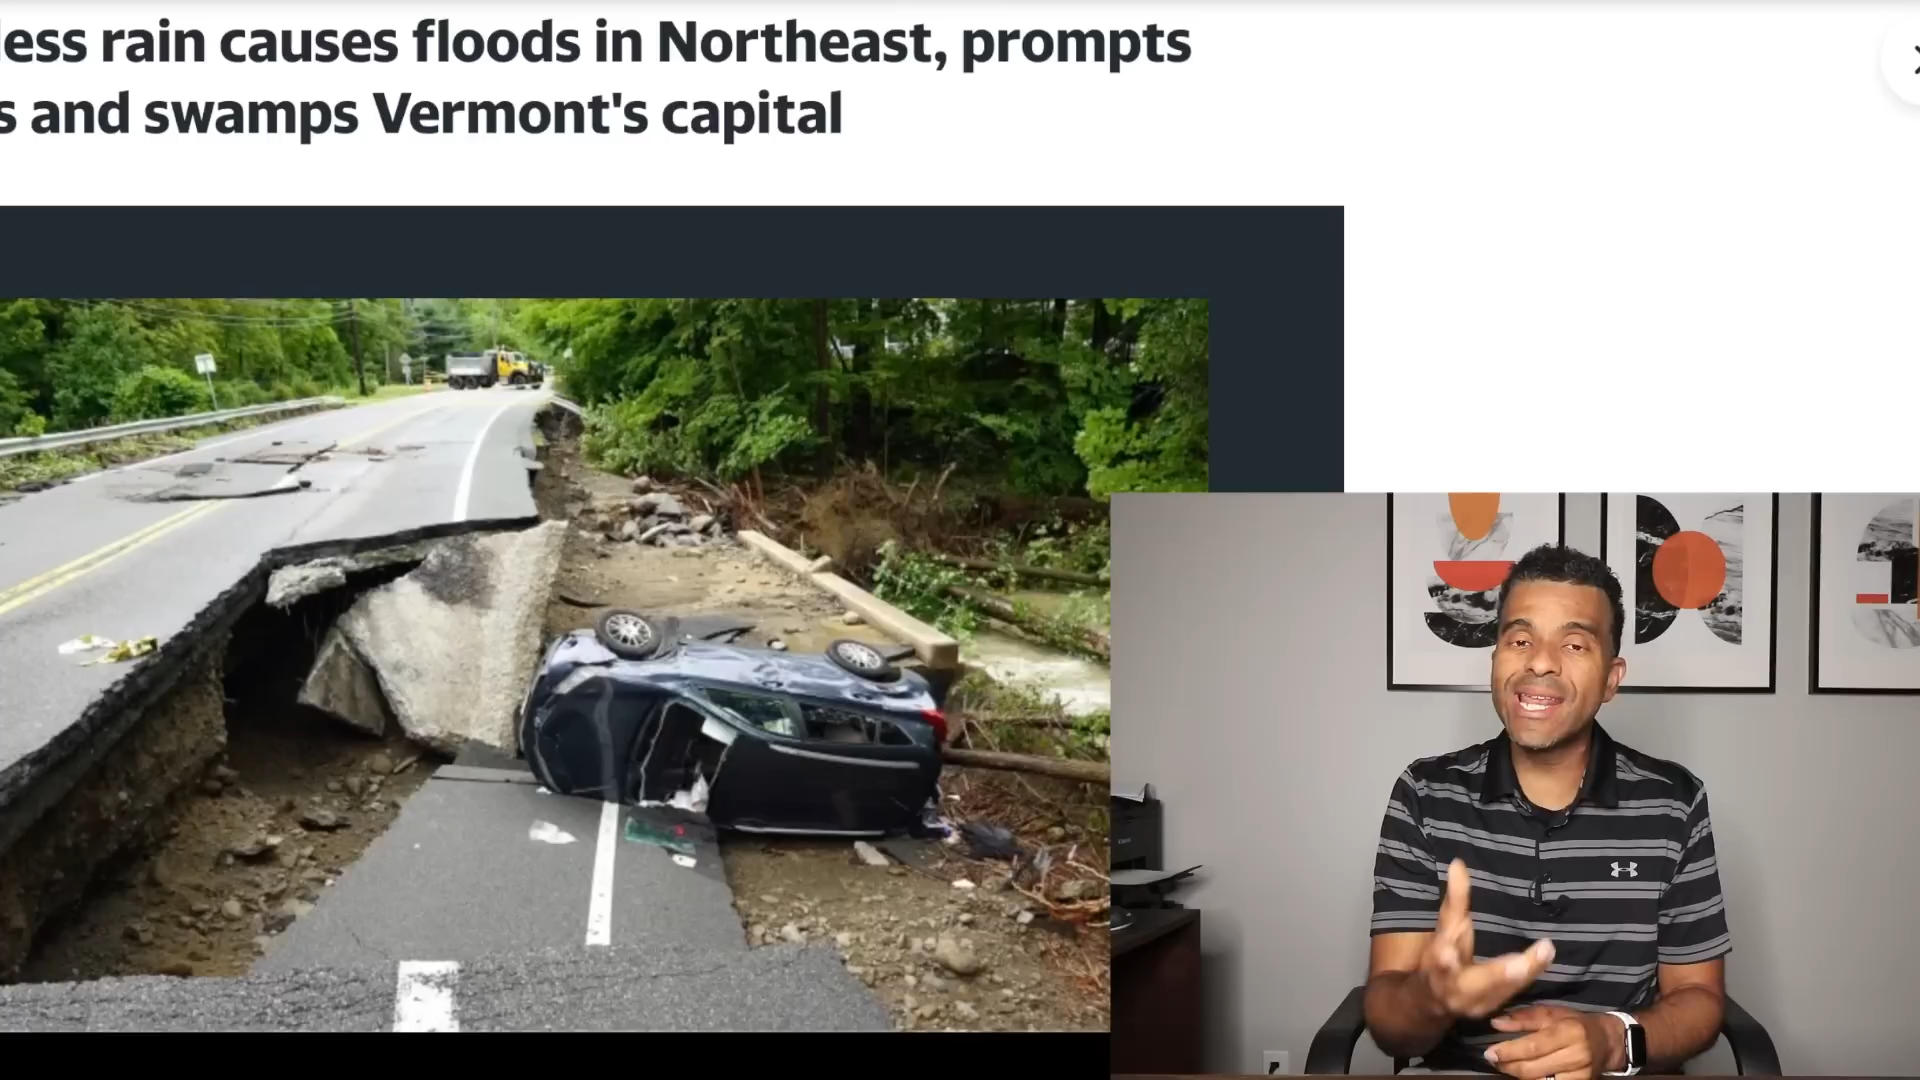 less rain causes floods in Northeast, prompts
s and swamps Vermont's capital